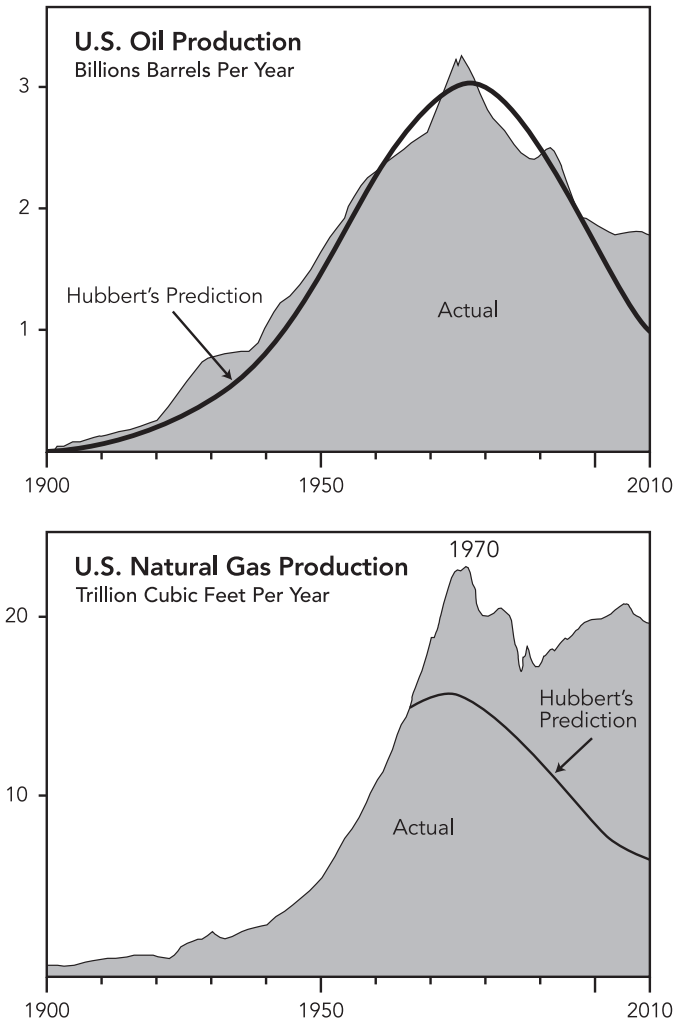 U.S. Oil Production
Billions Barrels Per Year
3
2
Hubbert's Prediction
Actual
1
1900
1950
2010
1970
U.S. Natural Gas Production
Trillion Cubic Feet Per Year
20
Hubbert's
Prediction
10
Actual
1900
1950
2010